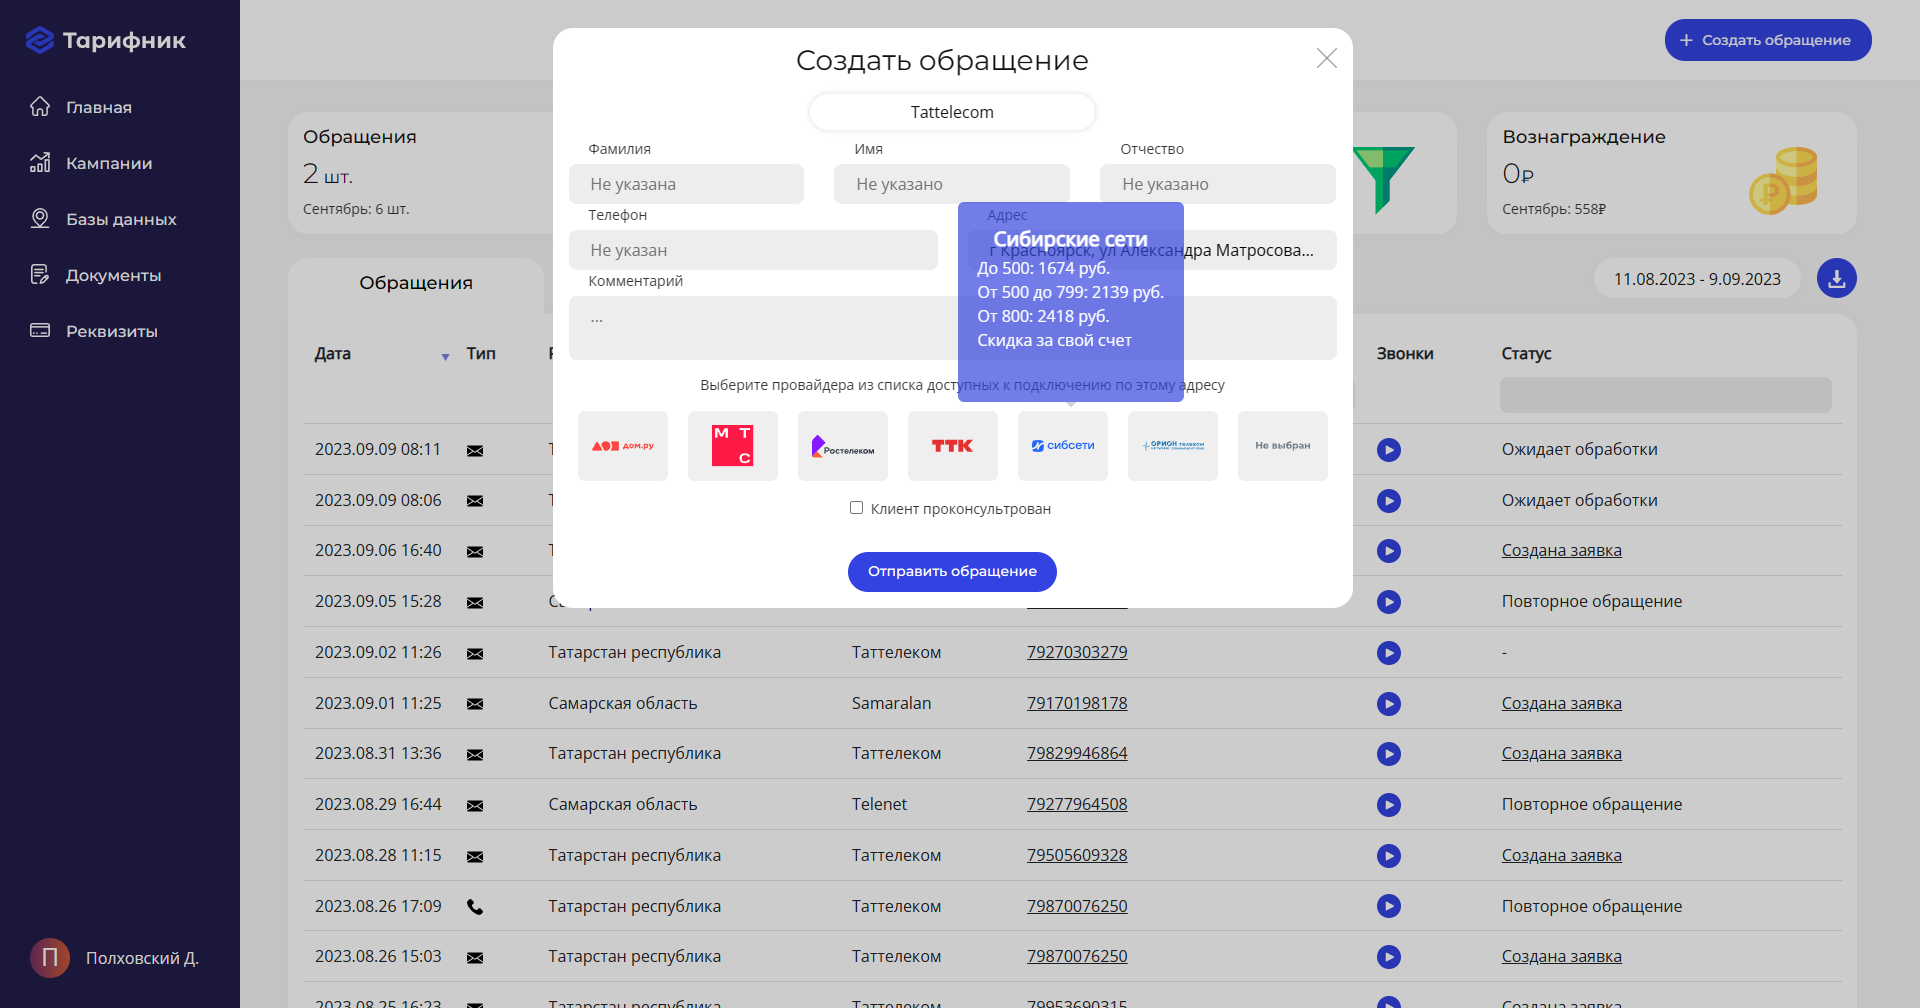 Тарифник
Главная
Кампании
Базы данных
Документы
Реквизиты
П
Полховский Д.
+ Создать обращение
Обращения
2 шт.
Сентябрь: 6 шт.
Вознаграждение
0₽
Сентябрь: 558₽
Обращения
11.08.2023 - 9.09.2023
Создать обращение
Tattelecom
Фамилия
Имя
Отчество
Не указана
Не указано
Не указано
Телефон
Адрес
Не указан
г Красноярск, ул Александра Матросова...
Комментарий
...
Сибирские сети
До 500: 1674 руб.
От 500 до 799: 2139 руб.
От 800: 2418 руб.
Скидка за свой счет
Выберите провайдера из списка доступных к подключению по этому адресу
дом.ру
МТС
Ростелеком
ТТК
сибсети
ОРИОН телеком
Не выбран
Клиент проконсультрован
Отправить обращение
Дата
Тип
Звонки
Статус
2023.09.09 08:11
Ожидает обработки
2023.09.09 08:06
Ожидает обработки
2023.09.06 16:40
Создана заявка
2023.09.05 15:28
Повторное обращение
2023.09.02 11:26 Татарстан республика Таттелеком 79270303279 -
2023.09.01 11:25 Самарская область Samaralan 79170198178 Создана заявка
2023.08.31 13:36 Татарстан республика Таттелеком 79829946864 Создана заявка
2023.08.29 16:44 Самарская область Telenet 79277964508 Повторное обращение
2023.08.28 11:15 Татарстан республика Таттелеком 79505609328 Создана заявка
2023.08.26 17:09 Татарстан республика Таттелеком 79870076250 Повторное обращение
2023.08.26 15:03 Татарстан республика Таттелеком 79870076250 Создана заявка
2023.08.25 16:23 Татарстан республика Таттелеком 79953690315 Создана заявка